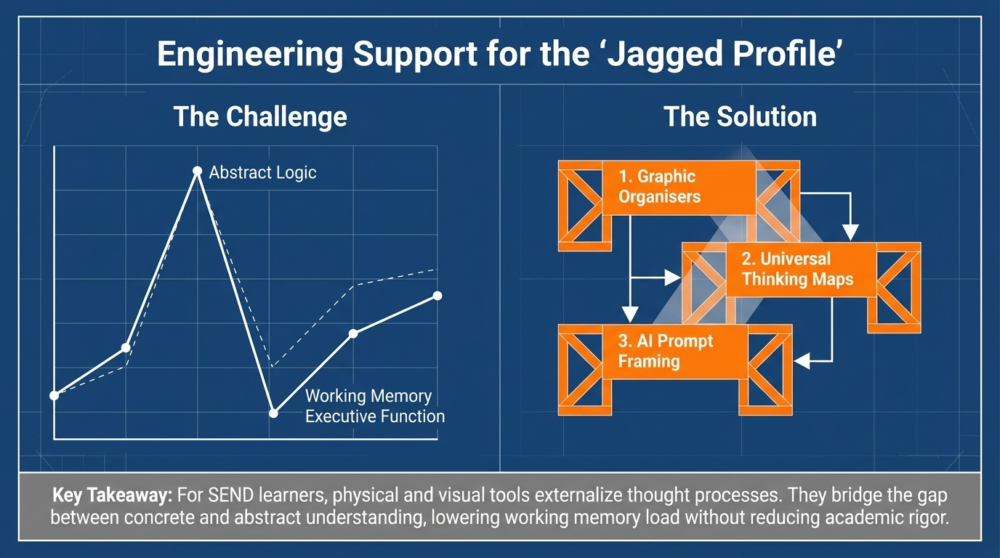 Engineering Support for the ‘Jagged Profile’
The Challenge
Abstract Logic
Working Memory
Executive Function
The Solution
1. Graphic
Organisers
2. Universal
Thinking Maps
3. AI Prompt
Framing
Key Takeaway: For SEND learners, physical and visual tools externalize thought processes. They bridge the gap
between concrete and abstract understanding, lowering working memory load without reducing academic rigor.